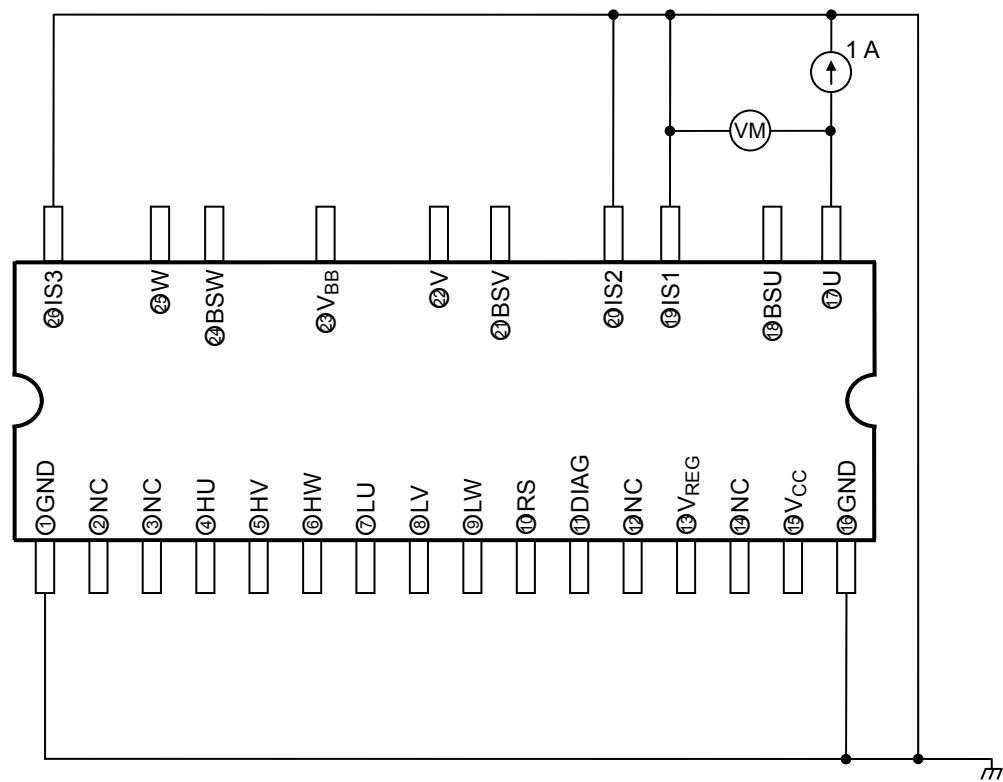 1 A
VM
㉖IS3
㉕W
㉔BSW
㉓VBB
㉒V
㉑BSV
⑳IS2
⑲IS1
⑱BSU
⑰U
①GND
②NC
③NC
④HU
⑤HV
⑥HW
⑦LU
⑧LV
⑨LW
⑩RS
⑪DIAG
⑫NC
⑬VREG
⑭NC
⑮VCC
⑯GND